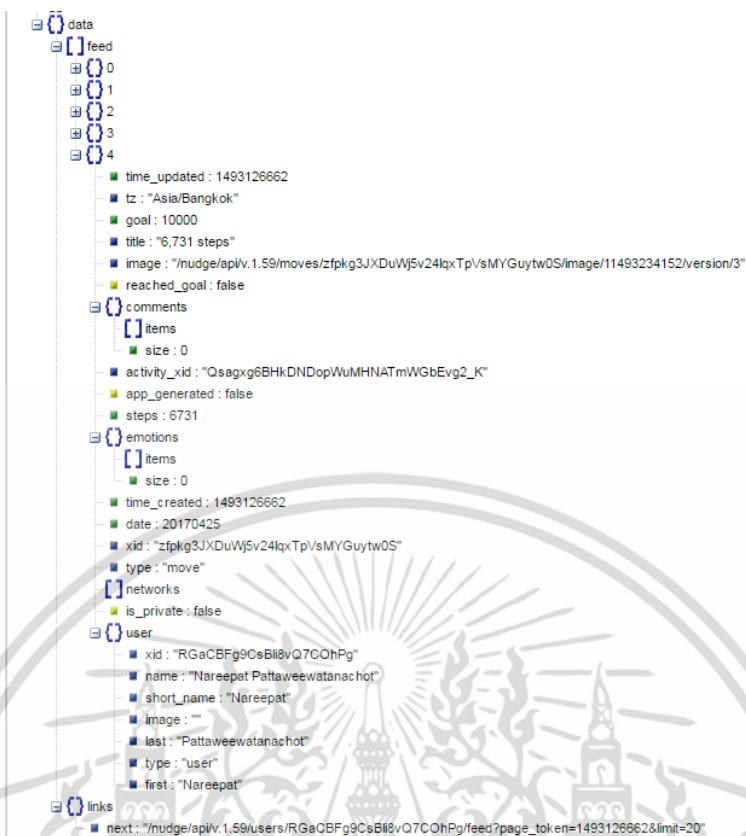 data
feed
0
1
2
3
4
time_updated : 1493126662
tz : "Asia/Bangkok"
goal : 10000
title : "6,731 steps"
image : "/nudge/api/v.1.59/moves/zfpkg3JXDuWj5v24lqxTpVsMYGuytw0S/image/11493234152/version/3"
reached_goal : false
comments
items
size : 0
activity_xid : "Qsagxg6BHkDNDopWuMHNATmWGbEvg2_K"
app_generated : false
steps : 6731
emotions
items
size : 0
time_created : 1493126662
date : 20170425
xid : "zfpkg3JXDuWj5v24lqxTpVsMYGuytw0S"
type : "move"
networks
is_private : false
user
xid : "RGaCBFg9CsBli8vQ7COhPg"
name : "Nareepat Pattaweewatanachot"
short_name : "Nareepat"
image : ""
last : "Pattaweewatanachot"
type : "user"
first : "Nareepat"
links
next : "/nudge/api/v.1.59/users/RGaCBFg9CsBli8vQ7COhPg/feed?page_token=1493126662&limit=20"